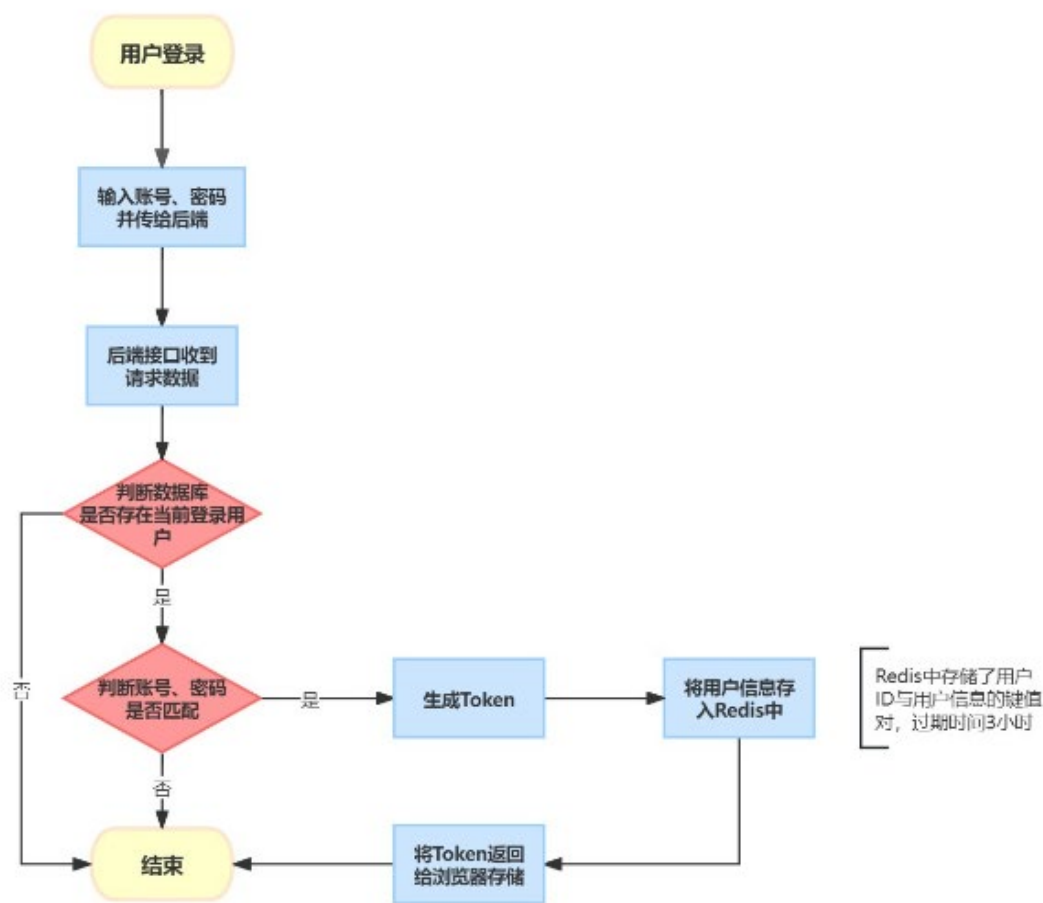 用户登录
输入账号、密码
并传给后端
后端接口收到
请求数据
判断数据库
是否存在当前登录用
户
是
否
判断账号、密码
是否匹配
是
生成Token
将用户信息存
入Redis中
Redis中存储了用户
ID与用户信息的键值
对，过期时间3小时
否
结束
将Token返回
给浏览器存储